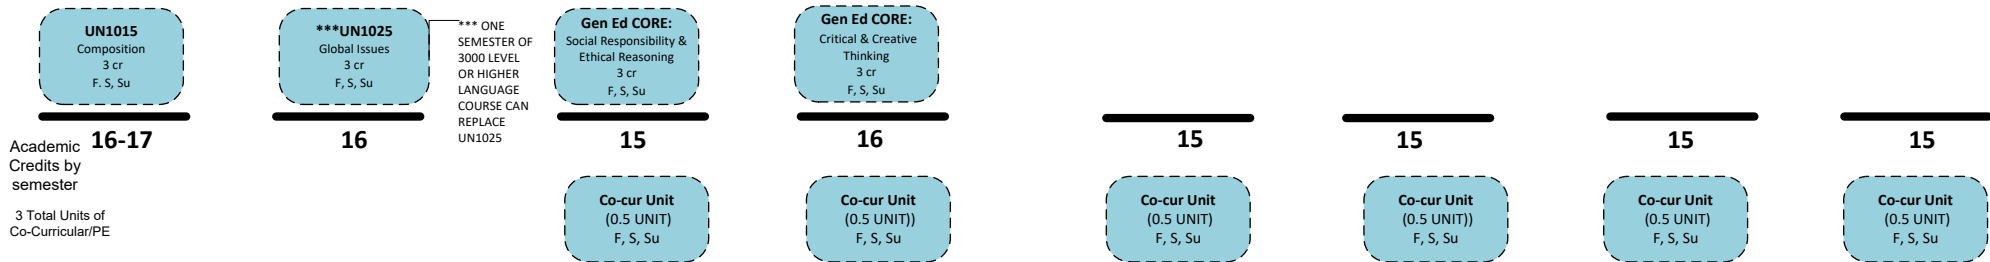 UN1015
Composition
3 cr
F. S, Su
***UN1025
Global Issues
3 cr
F, S, Su
*** ONE
SEMESTER OF
3000 LEVEL
OR HIGHER
LANGUAGE
COURSE CAN
REPLACE
UN1025
Gen Ed CORE:
Social Responsibility &
Ethical Reasoning
3 cr
F, S, Su
Gen Ed CORE:
Critical & Creative
Thinking
3 cr
F, S, Su
Academic
Credits by
semester
16-17
16
15
16
15
15
15
15
3 Total Units of
Co-Curricular/PE
Co-cur Unit
(0.5 UNIT)
F, S, Su
Co-cur Unit
(0.5 UNIT))
F, S, Su
Co-cur Unit
(0.5 UNIT)
F, S, Su
Co-cur Unit
(0.5 UNIT))
F, S, Su
Co-cur Unit
(0.5 UNIT)
F, S, Su
Co-cur Unit
(0.5 UNIT)
F, S, Su